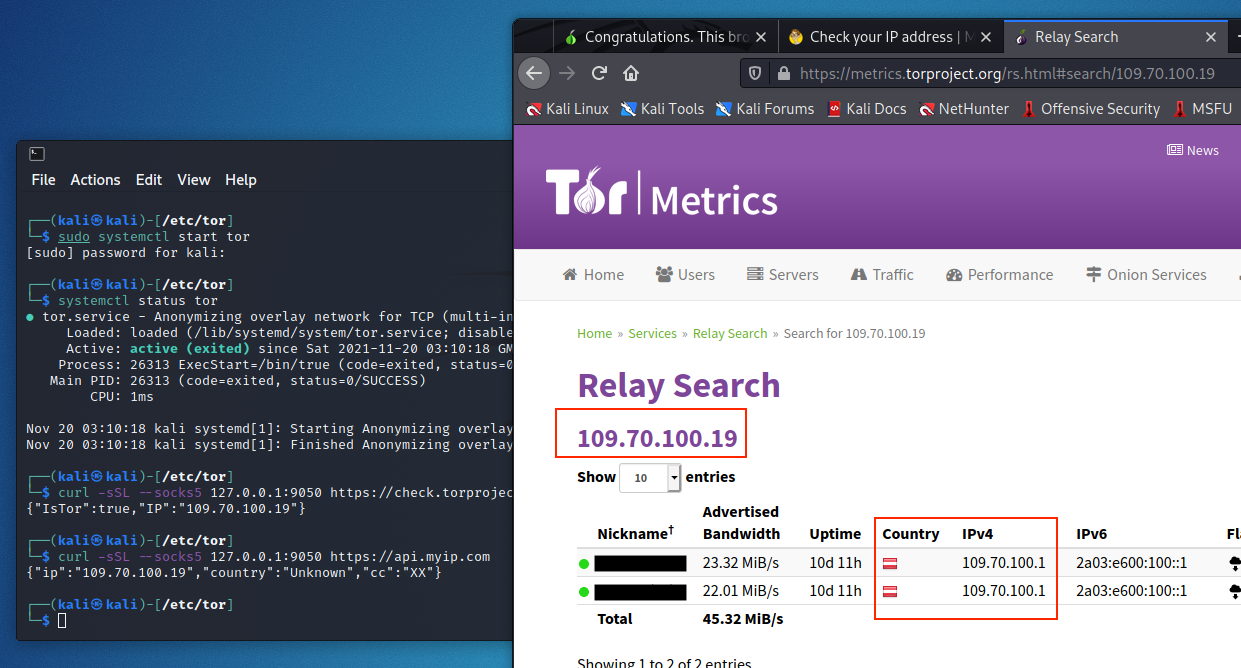 File Actions Edit View Help
┌──(kali㉿kali)-[/etc/tor]
└─$ sudo systemctl start tor
[sudo] password for kali:
┌──(kali㉿kali)-[/etc/tor]
└─$ systemctl status tor
● tor.service - Anonymizing overlay network for TCP (multi-in
Loaded: loaded (/lib/systemd/system/tor.service; disable
Active: active (exited) since Sat 2021-11-20 03:10:18 GM
Process: 26313 ExecStart=/bin/true (code=exited, status=0
Main PID: 26313 (code=exited, status=0/SUCCESS)
CPU: 1ms
Nov 20 03:10:18 kali systemd[1]: Starting Anonymizing overlay
Nov 20 03:10:18 kali systemd[1]: Finished Anonymizing overlay
┌──(kali㉿kali)-[/etc/tor]
└─$ curl -sSL --socks5 127.0.0.1:9050 https://check.torprojec
{"IsTor":true,"IP":"109.70.100.19"}
┌──(kali㉿kali)-[/etc/tor]
└─$ curl -sSL --socks5 127.0.0.1:9050 https://api.myip.com
{"ip":"109.70.100.19","country":"Unknown","cc":"XX"}
┌──(kali㉿kali)-[/etc/tor]
└─$
Congratulations. This bro
Check your IP address | M
Relay Search
https://metrics.torproject.org/rs.html#search/109.70.100.19
Kali Linux Kali Tools Kali Forums Kali Docs NetHunter Offensive Security MSFU
News
Tor | Metrics
Home Users Servers Traffic Performance Onion Services
Home » Services » Relay Search » Search for 109.70.100.19
Relay Search
109.70.100.19
Show 10 entries
Nickname† Advertised Bandwidth Uptime Country IPv4 IPv6 Fla
23.32 MiB/s 10d 11h 109.70.100.1 2a03:e600:100::1
22.01 MiB/s 10d 11h 109.70.100.1 2a03:e600:100::1
Total 45.32 MiB/s
Showing 1 to 2 of 2 entries